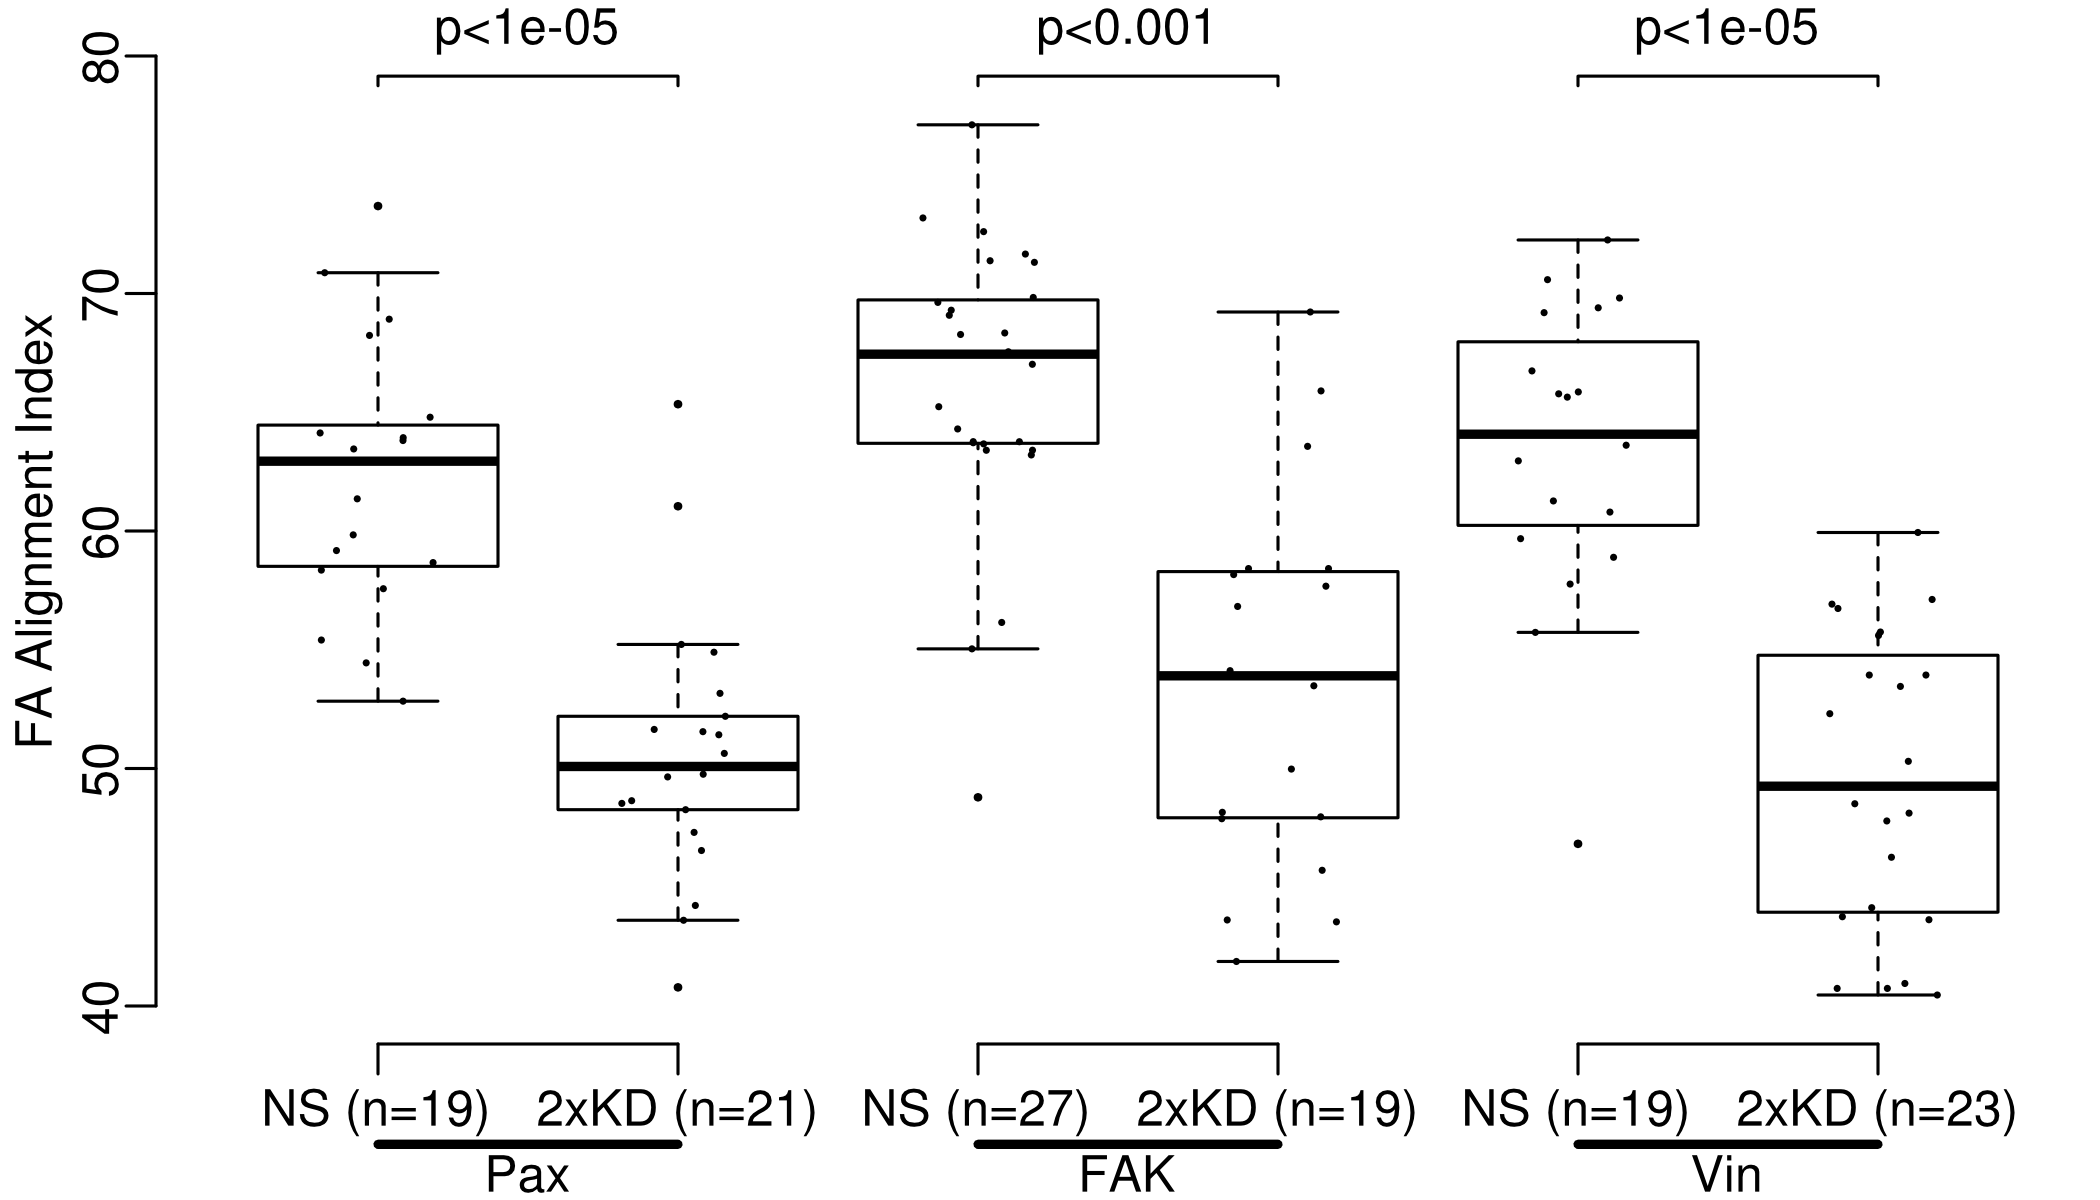 p<1e-05 p<0.001 p<1e-05
80
70
60
50
40
FA Alignment Index
NS (n=19) 2xKD (n=21) NS (n=27) 2xKD (n=19) NS (n=19) 2xKD (n=23)
Pax FAK Vin